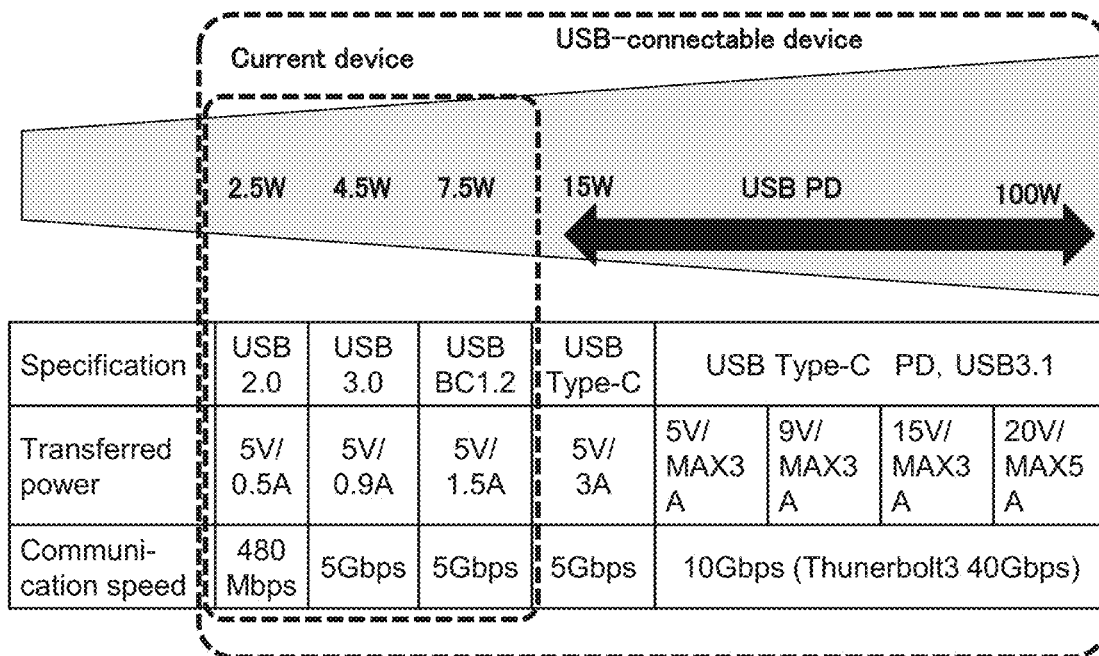 USB-connectable device
Current device
2.5W 4.5W 7.5W 15W USB PD 100W
Specification
USB
2.0
USB
3.0
USB
BC1.2
USB
Type-C
USB Type-C PD, USB3.1
Transferred
power
5V/
0.5A
5V/
0.9A
5V/
1.5A
5V/
3A
5V/
MAX3
A
9V/
MAX3
A
15V/
MAX3
A
20V/
MAX5
A
Communi-
cation speed
480
Mbps
5Gbps
5Gbps
5Gbps
10Gbps (Thunerbolt3 40Gbps)